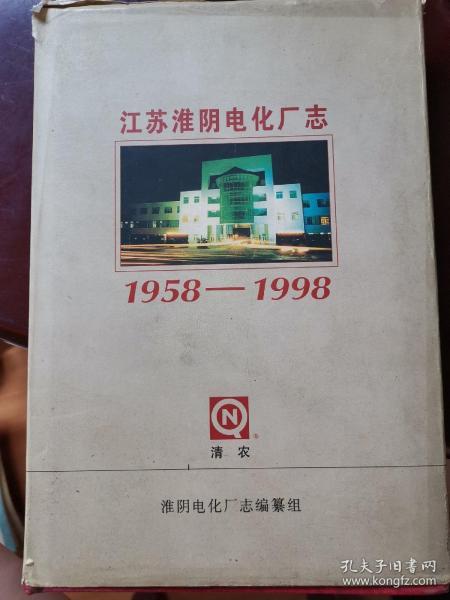 江苏淮阴电化厂志
1958—1998
QN
®
清农
淮阴电化厂志编纂组
孔夫子旧书网
www.kongfz.com